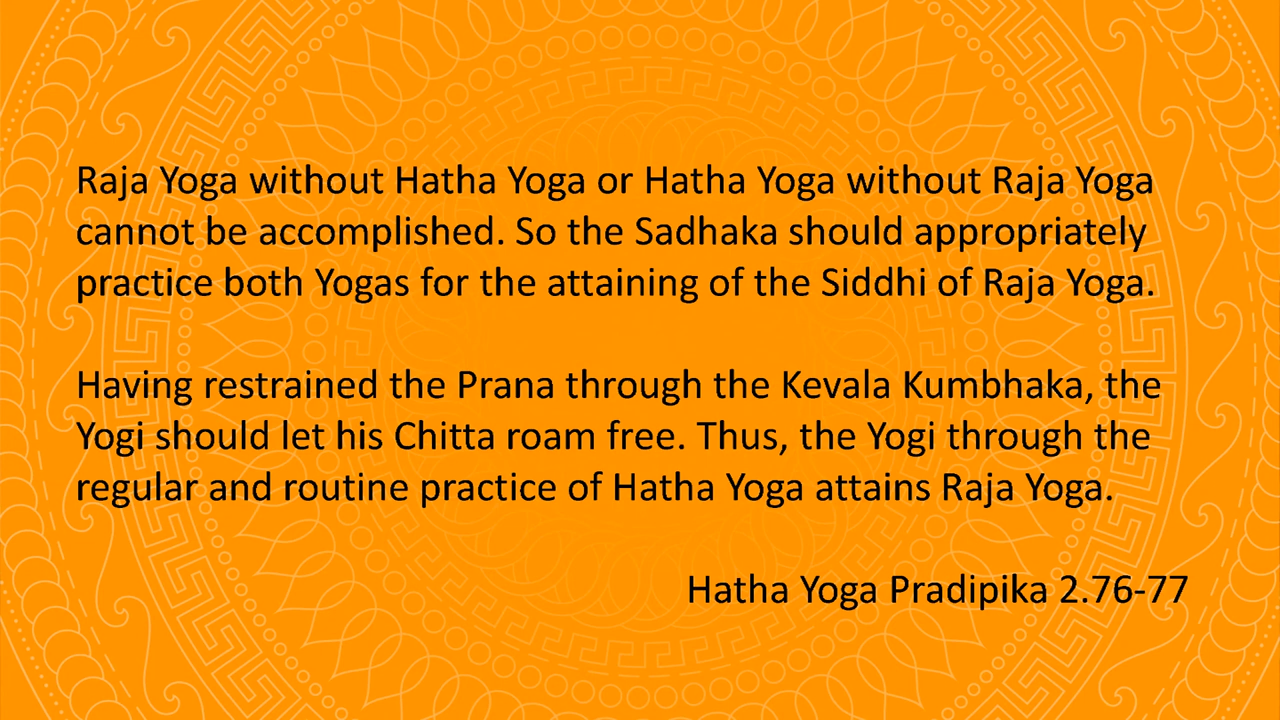 Raja Yoga without Hatha Yoga or Hatha Yoga without Raja Yoga
cannot be accomplished. So the Sadhaka should appropriately
practice both Yogas for the attaining of the Siddhi of Raja Yoga.
Having restrained the Prana through the Kevala Kumbhaka, the
Yogi should let his Chitta roam free. Thus, the Yogi through the
regular and routine practice of Hatha Yoga attains Raja Yoga.
Hatha Yoga Pradipika 2.76-77